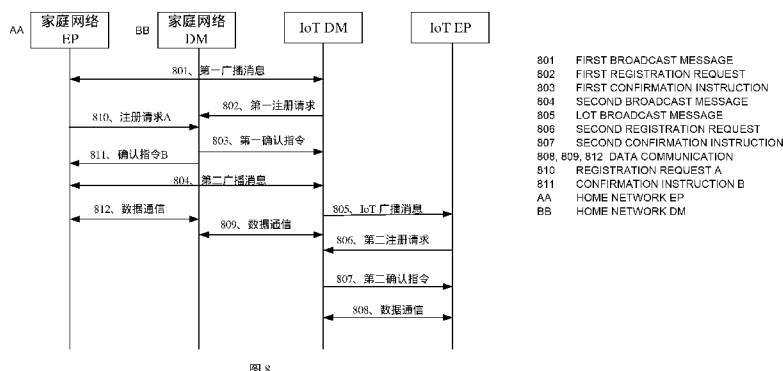 AA
家庭网络
EP
BB
家庭网络
DM
IoT DM
IoT EP
801、第一广播消息
802、第一注册请求
810、注册请求A
803、第一确认指令
811、确认指令B
804、第二广播消息
805、IoT 广播消息
812、数据通信
809、数据通信
806、第二注册请求
807、第二确认指令
808、数据通信
图 8
801 FIRST BROADCAST MESSAGE
802 FIRST REGISTRATION REQUEST
803 FIRST CONFIRMATION INSTRUCTION
804 SECOND BROADCAST MESSAGE
805 LOT BROADCAST MESSAGE
806 SECOND REGISTRATION REQUEST
807 SECOND CONFIRMATION INSTRUCTION
808, 809, 812 DATA COMMUNICATION
810 REGISTRATION REQUEST A
811 CONFIRMATION INSTRUCTION B
AA HOME NETWORK EP
BB HOME NETWORK DM